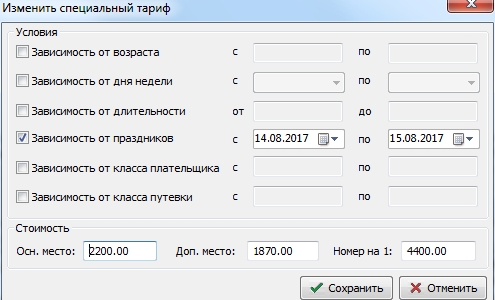 Изменить специальный тариф
Условия
Зависимость от возраста с по
Зависимость от дня недели с по
Зависимость от длительности от до
Зависимость от праздников с 14.08.2017 по 15.08.2017
Зависимость от класса плательщика с по
Зависимость от класса путевки с по
Стоимость
Осн. место: 2200.00 Доп. место: 1870.00 Номер на 1: 4400.00
Сохранить Отменить